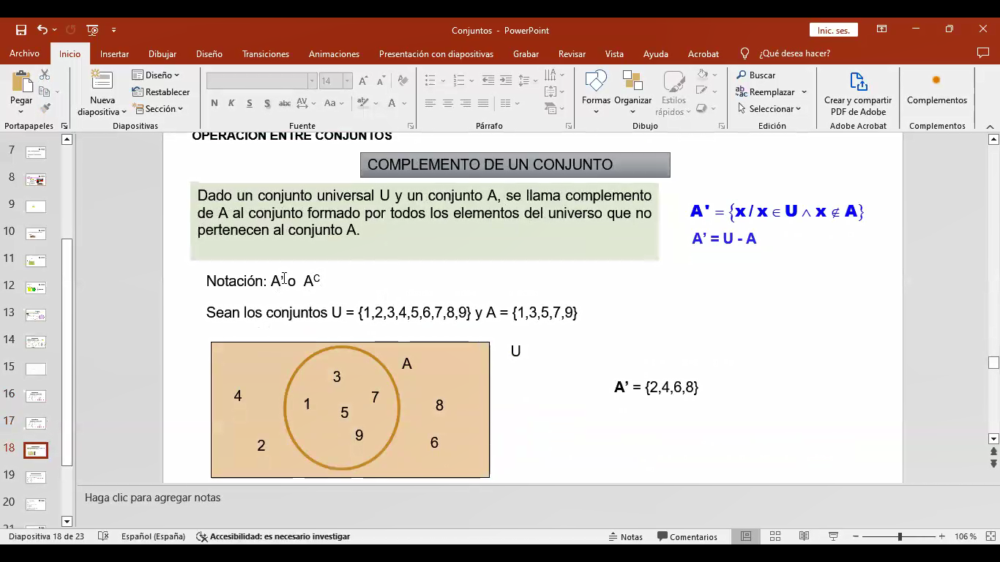 Conjuntos - PowerPoint
Inic. ses.
Archivo Inicio Insertar Dibujar Diseño Transiciones Animaciones Presentación con diapositivas Grabar Revisar Vista Ayuda Acrobat ¿Qué desea hacer?
Pegar
Nueva diapositiva
Diseño
Restablecer
Sección
14
N K S S abc AV Aa A
Formas
Organizar
Estilos rápidos
Buscar
Reemplazar
Seleccionar
Crear y compartir PDF de Adobe
Complementos
Portapapeles Diapositivas Fuente Párrafo Dibujo Edición Adobe Acrobat Complementos
7
8
9
10
11
12
13
14
15
16
17
18
19
20
21
OPERACIÓN ENTRE CONJUNTOS
COMPLEMENTO DE UN CONJUNTO
Dado un conjunto universal U y un conjunto A, se llama complemento
de A al conjunto formado por todos los elementos del universo que no
pertenecen al conjunto A.
A' = {x / x ∈ U ∧ x ∉ A}
A’ = U - A
Notación: A’ o Aᶜ
Sean los conjuntos U = {1,2,3,4,5,6,7,8,9} y A = {1,3,5,7,9}
U
A
3
4
1
7
5
8
2
9
6
A’ = {2,4,6,8}
Haga clic para agregar notas
Diapositiva 18 de 23 Español (España) Accesibilidad: es necesario investigar Notas Comentarios 106 %